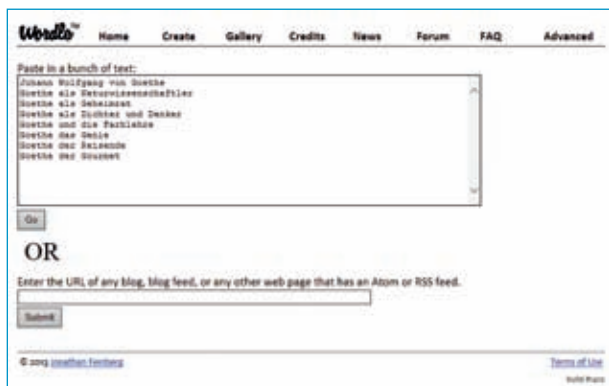 Wordle™ Home Create Gallery Credits News Forum FAQ Advanced
Paste in a bunch of text:
Johann Wolfgang von Goethe
Goethe als Naturwissenschaftler
Goethe als Geheimrat
Goethe als Dichter und Denker
Goethe und die Farblehre
Goethe das Genie
Goethe der Reisende
Goethe der Gourmet
Go
OR
Enter the URL of any blog, blog feed, or any other web page that has an Atom or RSS feed.
Submit
© 2013 Jonathan Feinberg Terms of Use